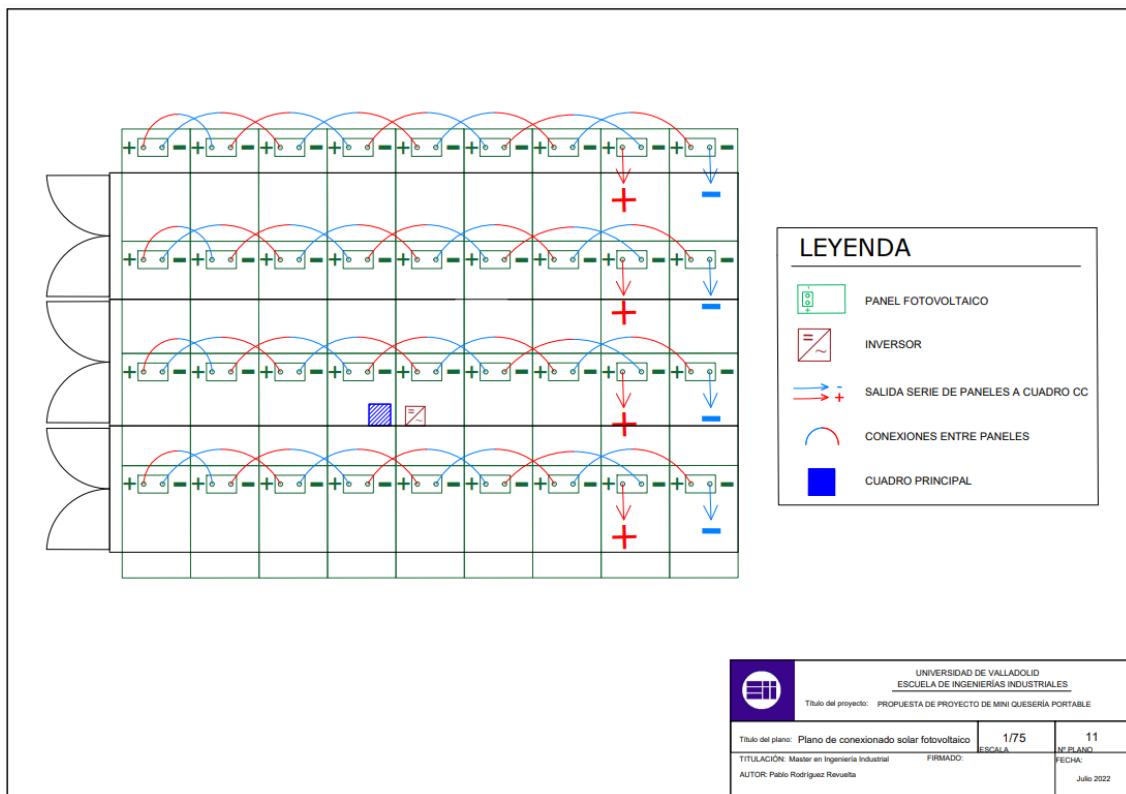 + - + - + - + - + - + - + - + - + -
+ -
+ - + - + - + - + - + - + - + - + -
+ -
+ - + - + - + - + - + - + - + - + -
= ~
+ -
+ - + - + - + - + - + - + - + - + -
+ -
LEYENDA
- +
PANEL FOTOVOLTAICO
= ~
INVERSOR
- +
SALIDA SERIE DE PANELES A CUADRO CC
CONEXIONES ENTRE PANELES
CUADRO PRINCIPAL
UNIVERSIDAD DE VALLADOLID
ESCUELA DE INGENIERÍAS INDUSTRIALES
Título del proyecto: PROPUESTA DE PROYECTO DE MINI QUESERÍA PORTABLE
Título del plano: Plano de conexionado solar fotovoltaico
1/75
ESCALA
11
Nº PLANO
TITULACIÓN: Master en Ingeniería Industrial
FIRMADO:
FECHA:
AUTOR: Pablo Rodríguez Revuelta
Julio 2022